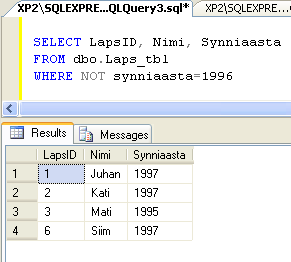 XP2\SQLEXPRE...QLQuery3.sql* XP2\SQLEXPRE...C
SELECT LapsID, Nimi, Synniaasta
FROM dbo.Laps_tbl
WHERE NOT synniaasta=1996
Results Messages
LapsID Nimi Synniaasta
1 1 Juhan 1997
2 2 Kati 1997
3 3 Mati 1995
4 6 Siim 1997